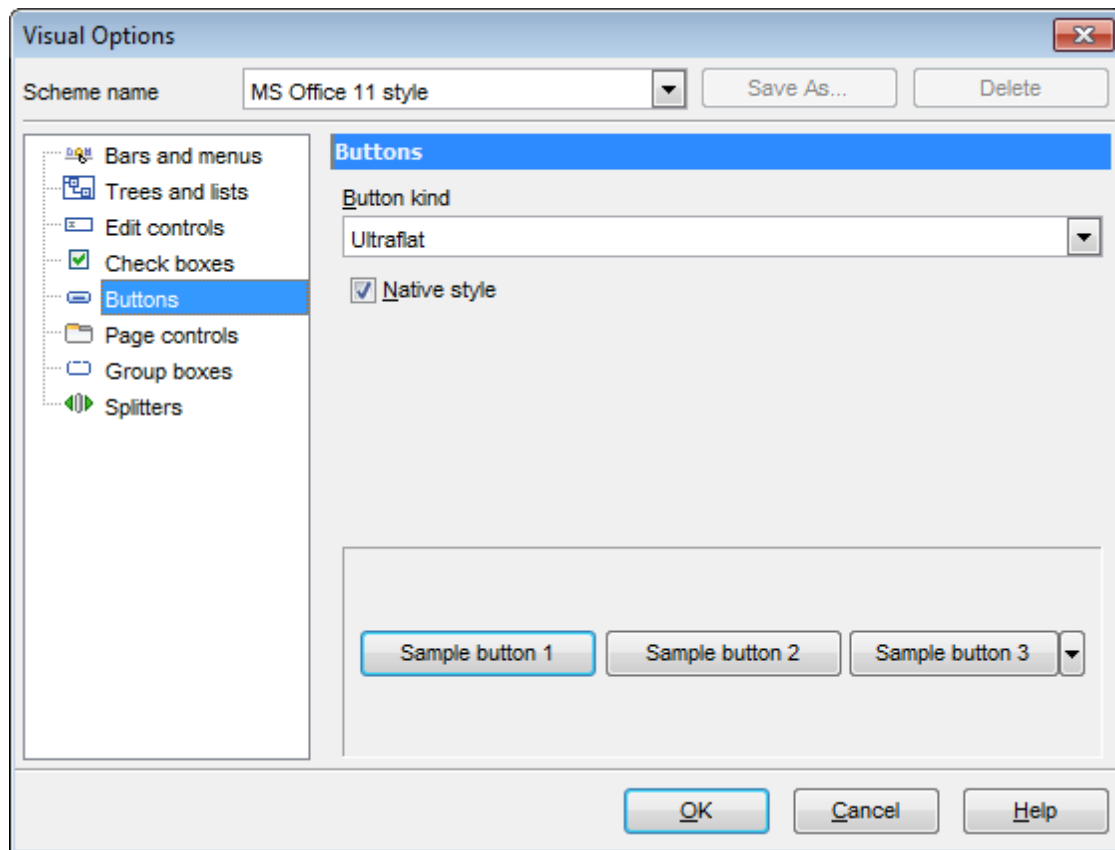 Visual Options
Scheme name MS Office 11 style Save As... Delete
Bars and menus
Trees and lists
Edit controls
Check boxes
Buttons
Page controls
Group boxes
Splitters
Buttons
Button kind
Ultraflat
Native style
Sample button 1 Sample button 2 Sample button 3
OK Cancel Help